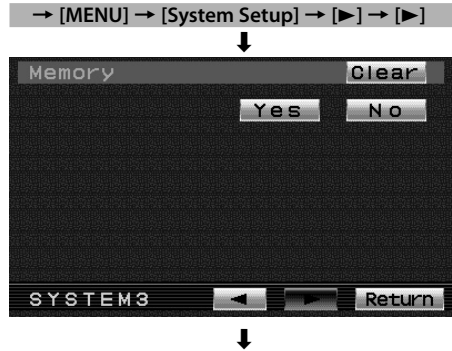 → [MENU] → [System Setup] → [►] → [►]
Memory Clear
Yes No
SYSTEM3 ◄ ► Return